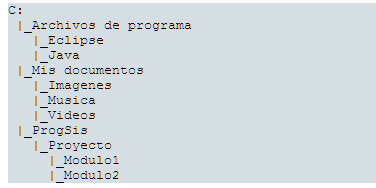 C:
|_Archivos de programa
|_Eclipse
|_Java
|_Mis documentos
|_Imagenes
|_Musica
|_Videos
|_ProgSis
|_Proyecto
|_Modulo1
|_Modulo2